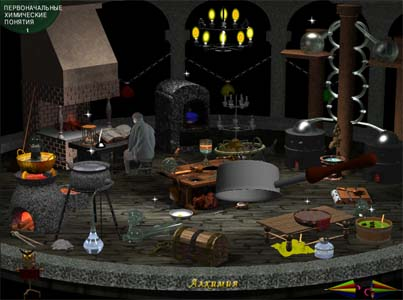 ПЕРВОНАЧАЛЬНЫЕ
ХИМИЧЕСКИЕ
ПОНЯТИЯ
1
Алхимия